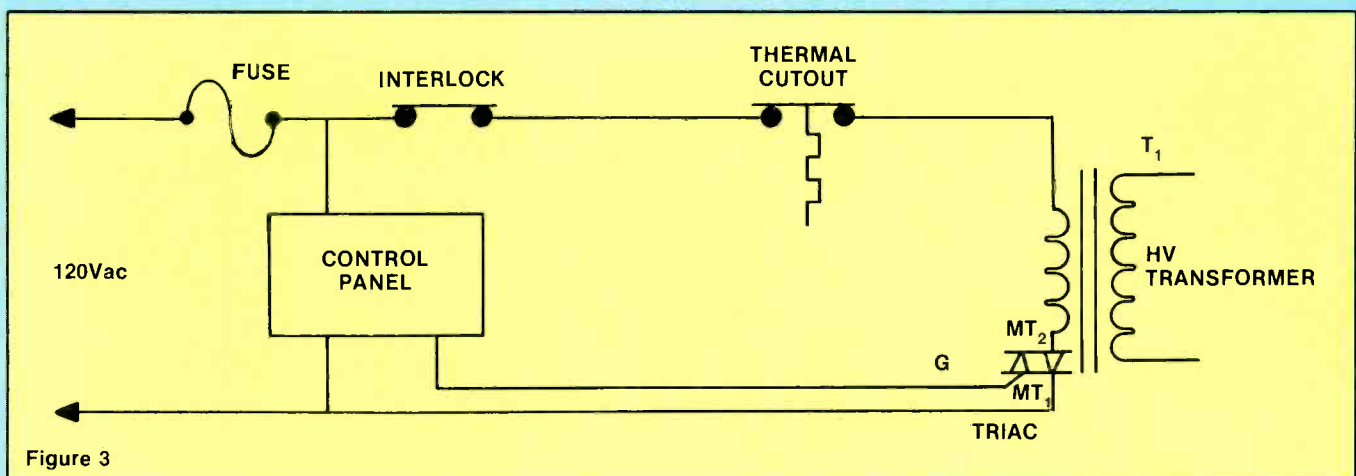 FUSE
INTERLOCK
THERMAL
CUTOUT
T₁
120Vac
CONTROL
PANEL
HV
TRANSFORMER
MT₂
G
MT₁
TRIAC
Figure 3